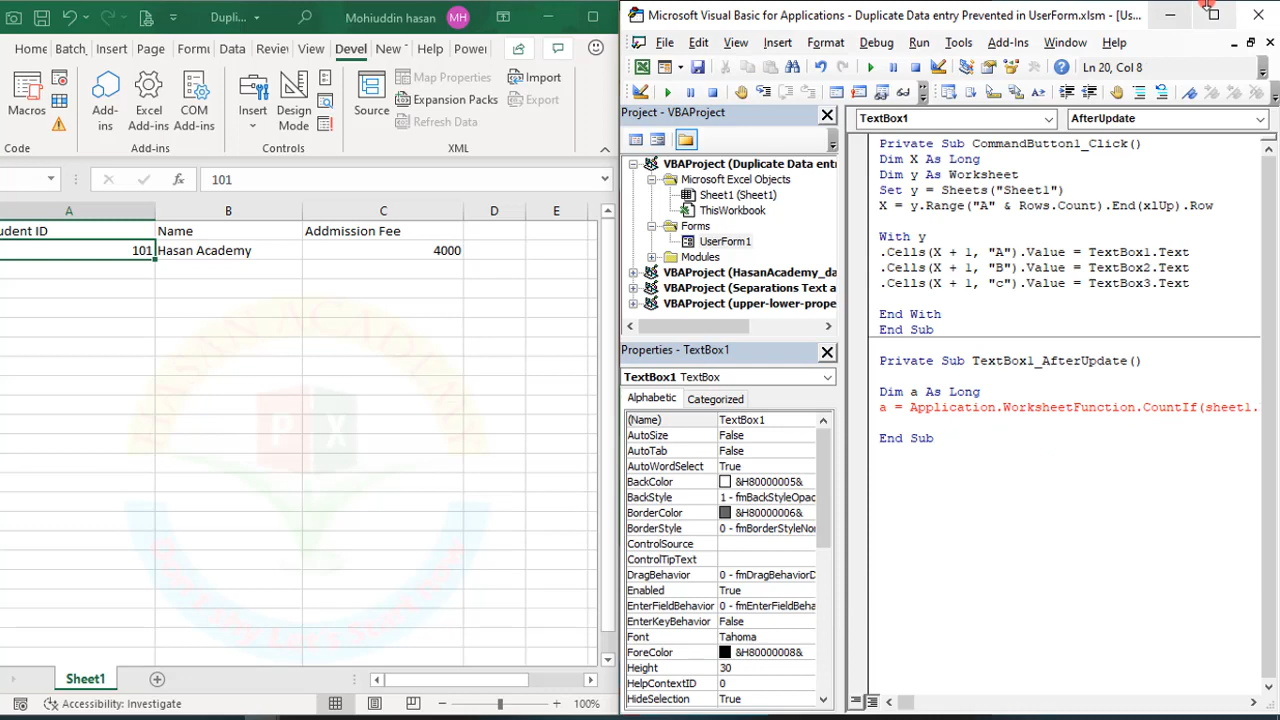 Dupli...
Mohiuddin hasan
MH
Home Batch, Insert Page Formu Data Review View Devel New Help Power
Macros
Add-
ins
Excel
Add-ins
COM
Add-ins
Insert
Design
Mode
Source
Map Properties
Expansion Packs
Refresh Data
Import
Export
Code
Add-ins
Controls
XML
101
A B C D E
udent ID Name Addmission Fee
101 Hasan Academy 4000
Sheet1
Accessibility: Investigate
100%
Microsoft Visual Basic for Applications - Duplicate Data entry Prevented in UserForm.xlsm - [Us...
File Edit View Insert Format Debug Run Tools Add-Ins Window Help
Ln 20, Col 8
Project - VBAProject
VBAProject (Duplicate Data entr
Microsoft Excel Objects
Sheet1 (Sheet1)
ThisWorkbook
Forms
UserForm1
Modules
VBAProject (HasanAcademy_da
VBAProject (Separations Text a
VBAProject (upper-lower-prope
Properties - TextBox1
TextBox1 TextBox
Alphabetic Categorized
(Name) TextBox1
AutoSize False
AutoTab False
AutoWordSelect True
BackColor &H80000005&
BackStyle 1 - fmBackStyleOpac
BorderColor &H80000006&
BorderStyle 0 - fmBorderStyleNor
ControlSource
ControlTipText
DragBehavior 0 - fmDragBehaviorD
Enabled True
EnterFieldBehavior 0 - fmEnterFieldBeha
EnterKeyBehavior False
Font Tahoma
ForeColor &H80000008&
Height 30
HelpContextID 0
HideSelection True
TextBox1 AfterUpdate
Private Sub CommandButton1_Click()
Dim X As Long
Dim y As Worksheet
Set y = Sheets("Sheet1")
X = y.Range("A" & Rows.Count).End(xlUp).Row
With y
.Cells(X + 1, "A").Value = TextBox1.Text
.Cells(X + 1, "B").Value = TextBox2.Text
.Cells(X + 1, "c").Value = TextBox3.Text
End With
End Sub
Private Sub TextBox1_AfterUpdate()
Dim a As Long
a = Application.WorksheetFunction.CountIf(sheet1.
End Sub